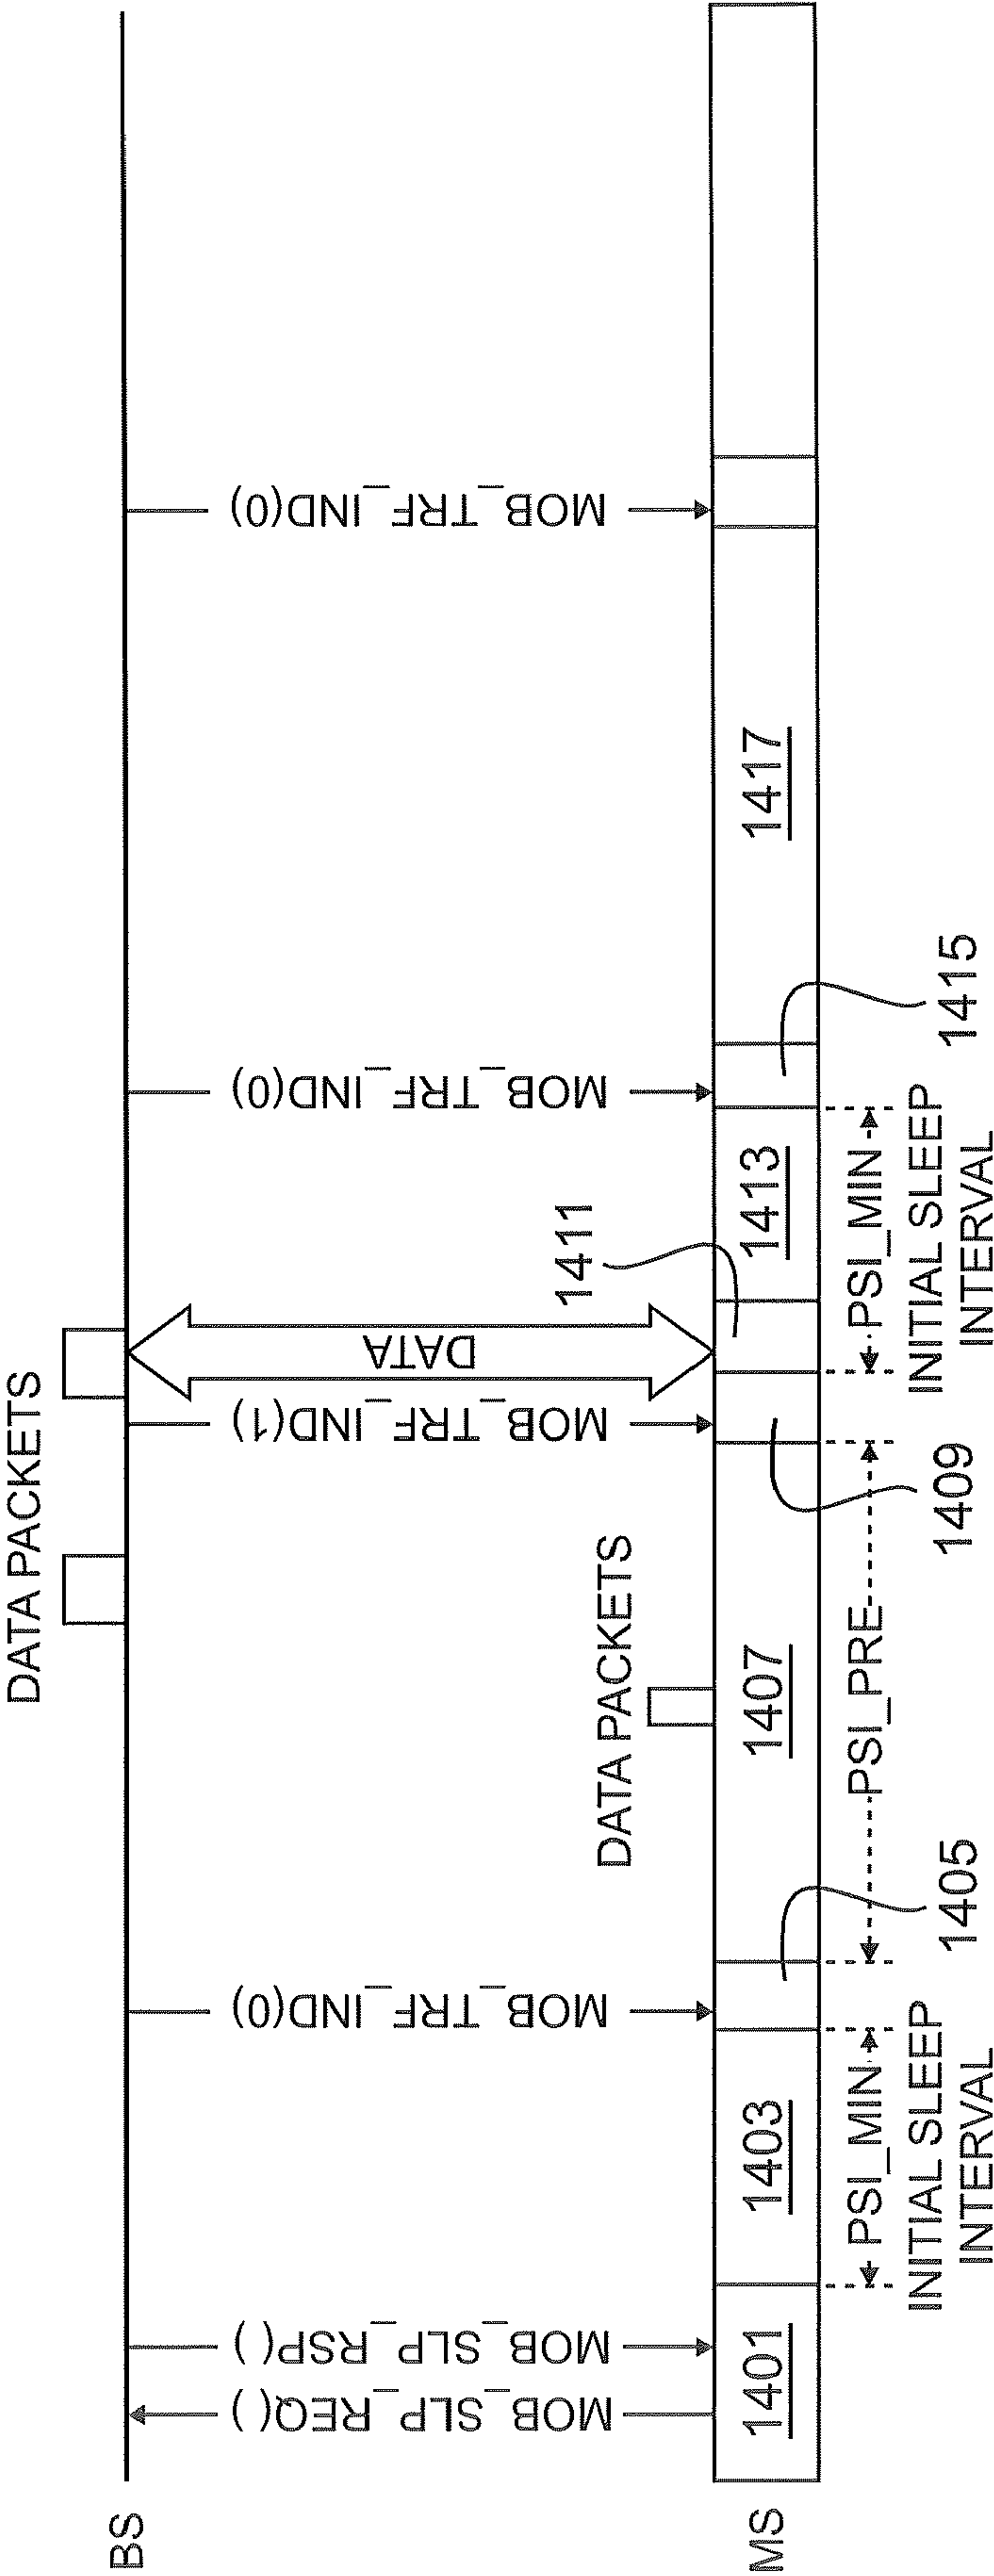 DATA PACKETS
BS
MOB_SLP_REQ( )
MOB_SLP_RSP( )
MOB_TRF_IND(0)
MOB_TRF_IND(1)
DATA
MOB_TRF_IND(0)
MOB_TRF_IND(0)
DATA PACKETS
1411
MS
1401
1403
1407
1413
1417
PSI_MIN
INITIAL SLEEP
INTERVAL
1405
PSI_PRE
1409
PSI_MIN
INITIAL SLEEP
INTERVAL
1415